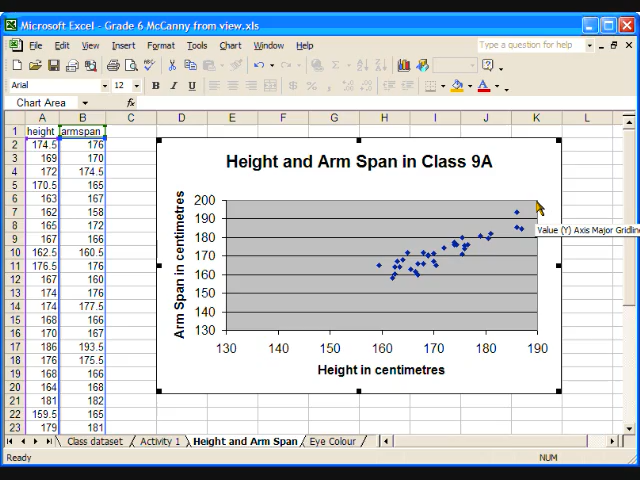 Microsoft Excel - Grade 6 McCanny from view.xls
File Edit View Insert Format Tools Chart Window Help
Type a question for help
Arial 12 B I U
Chart Area fx
A B C D E F G H I J K L
1 height armspan
2 174.5 176
3 169 170
4 172 174.5
5 170.5 165
6 163 167
7 162 158
8 165 172
9 167 166
10 162.5 160.5
11 176.5 176
12 167 160
13 174 176
14 174 177.5
15 168 166
16 170 167
17 186 193.5
18 176 175.5
19 168 166
20 164 168
21 181 182
22 159.5 165
23 179 181
Height and Arm Span in Class 9A
Arm Span in centimetres
200
190
180
170
160
150
140
130
130 140 150 160 170 180 190
Height in centimetres
Value (Y) Axis Major Gridline
Class dataset Activity 1 Height and Arm Span Eye Colour
Ready NUM